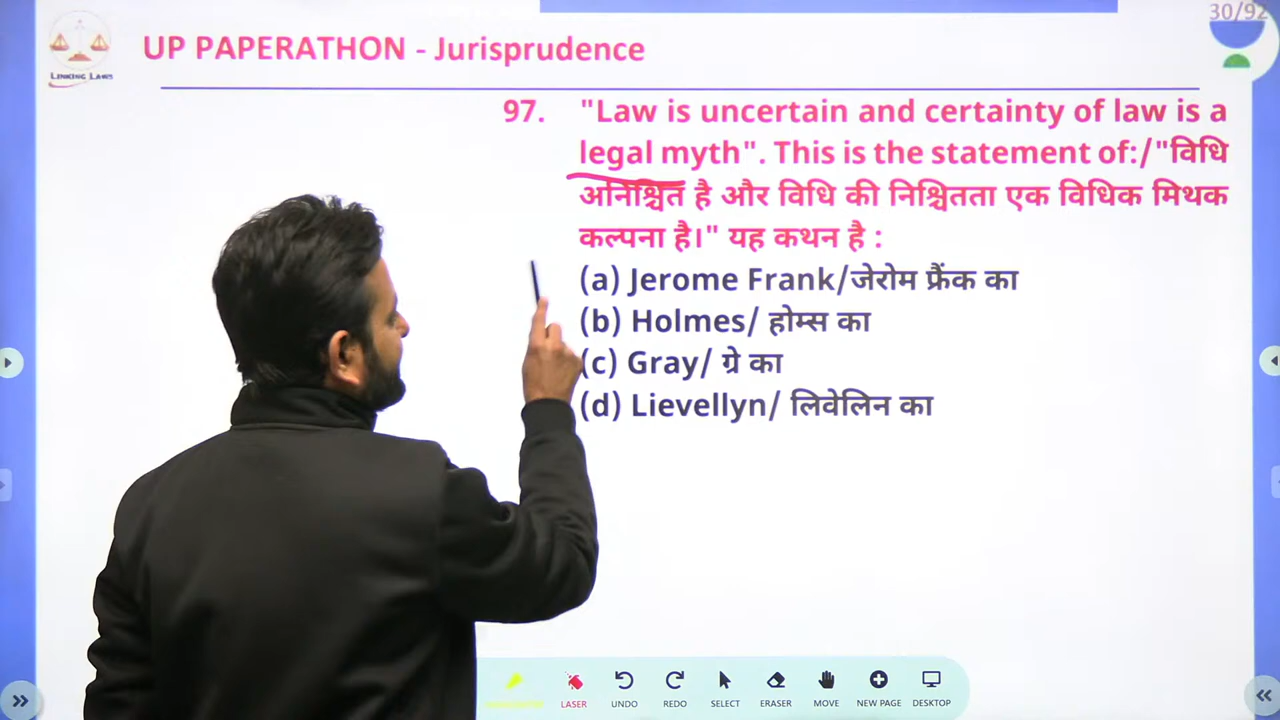 30/92
LINKING LAWS
UP PAPERATHON - Jurisprudence
97. "Law is uncertain and certainty of law is a
legal myth". This is the statement of:/"विधि
अनिश्चित है और विधि की निश्चितता एक विधिक मिथक
कल्पना है।" यह कथन है :
(a) Jerome Frank/जेरोम फ्रैंक का
(b) Holmes/ होम्स का
(c) Gray/ ग्रे का
(d) Lievellyn/ लिवेलिन का
LASER UNDO REDO SELECT ERASER MOVE NEW PAGE DESKTOP